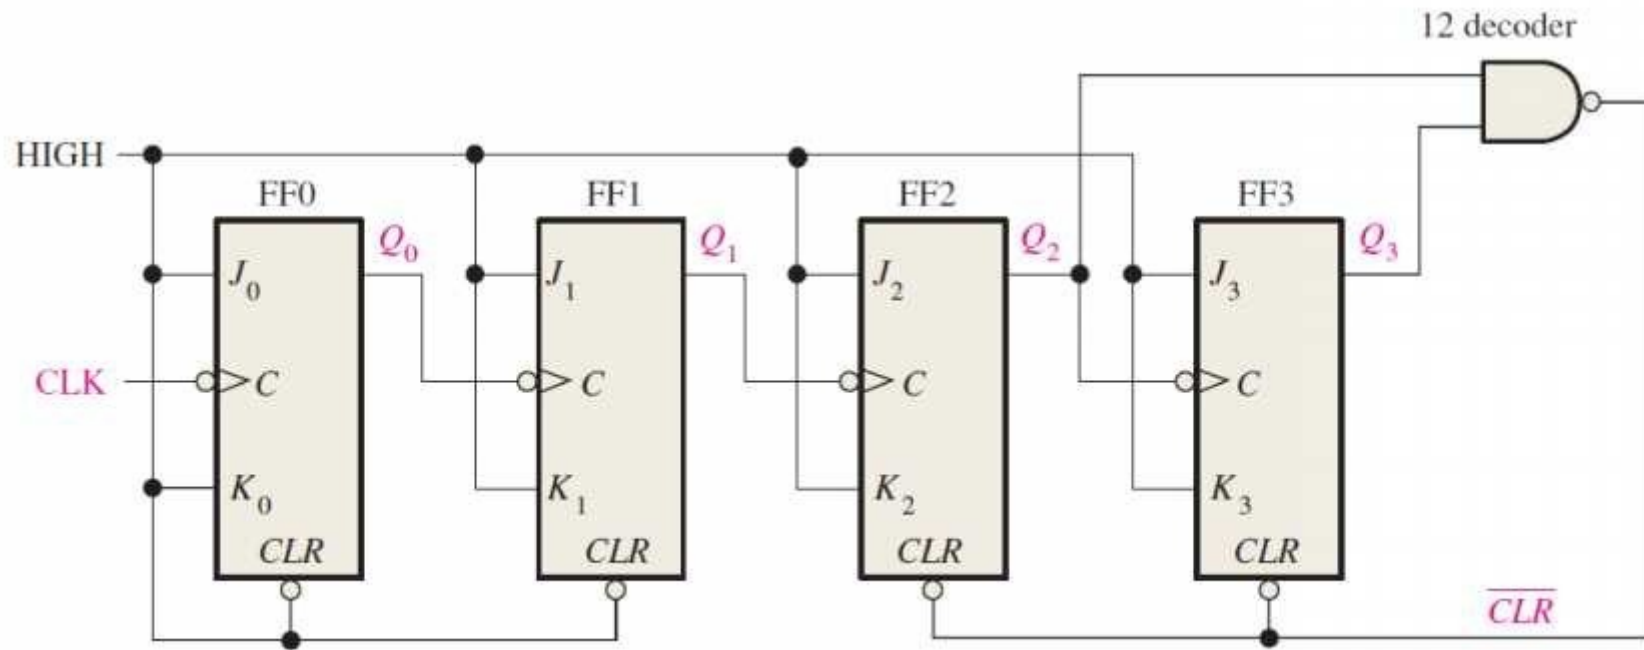 12 decoder
HIGH
FF0 FF1 FF2 FF3
Q0 Q1 Q2 Q3
J0 J1 J2 J3
CLK C C C C
K0 K1 K2 K3
CLR CLR CLR CLR
CLR